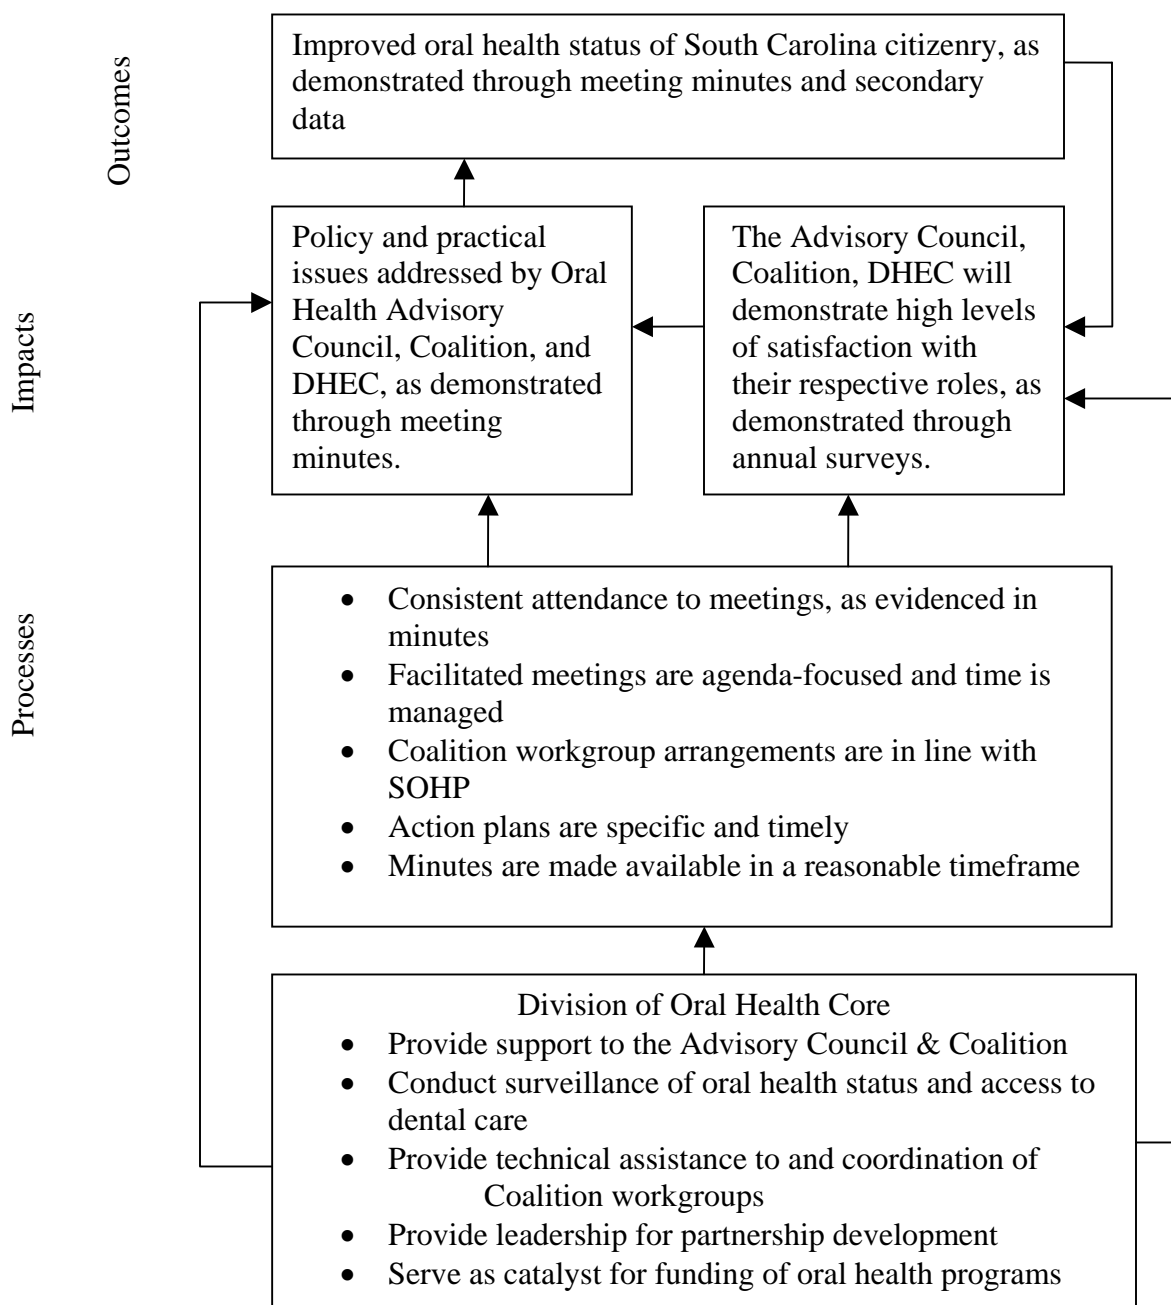 Outcomes
Improved oral health status of South Carolina citizenry, as
demonstrated through meeting minutes and secondary
data
Impacts
Policy and practical
issues addressed by Oral
Health Advisory
Council, Coalition, and
DHEC, as demonstrated
through meeting
minutes.
The Advisory Council,
Coalition, DHEC will
demonstrate high levels
of satisfaction with
their respective roles, as
demonstrated through
annual surveys.
Processes
• Consistent attendance to meetings, as evidenced in
minutes
• Facilitated meetings are agenda-focused and time is
managed
• Coalition workgroup arrangements are in line with
SOHP
• Action plans are specific and timely
• Minutes are made available in a reasonable timeframe
Division of Oral Health Core
• Provide support to the Advisory Council & Coalition
• Conduct surveillance of oral health status and access to
dental care
• Provide technical assistance to and coordination of
Coalition workgroups
• Provide leadership for partnership development
• Serve as catalyst for funding of oral health programs